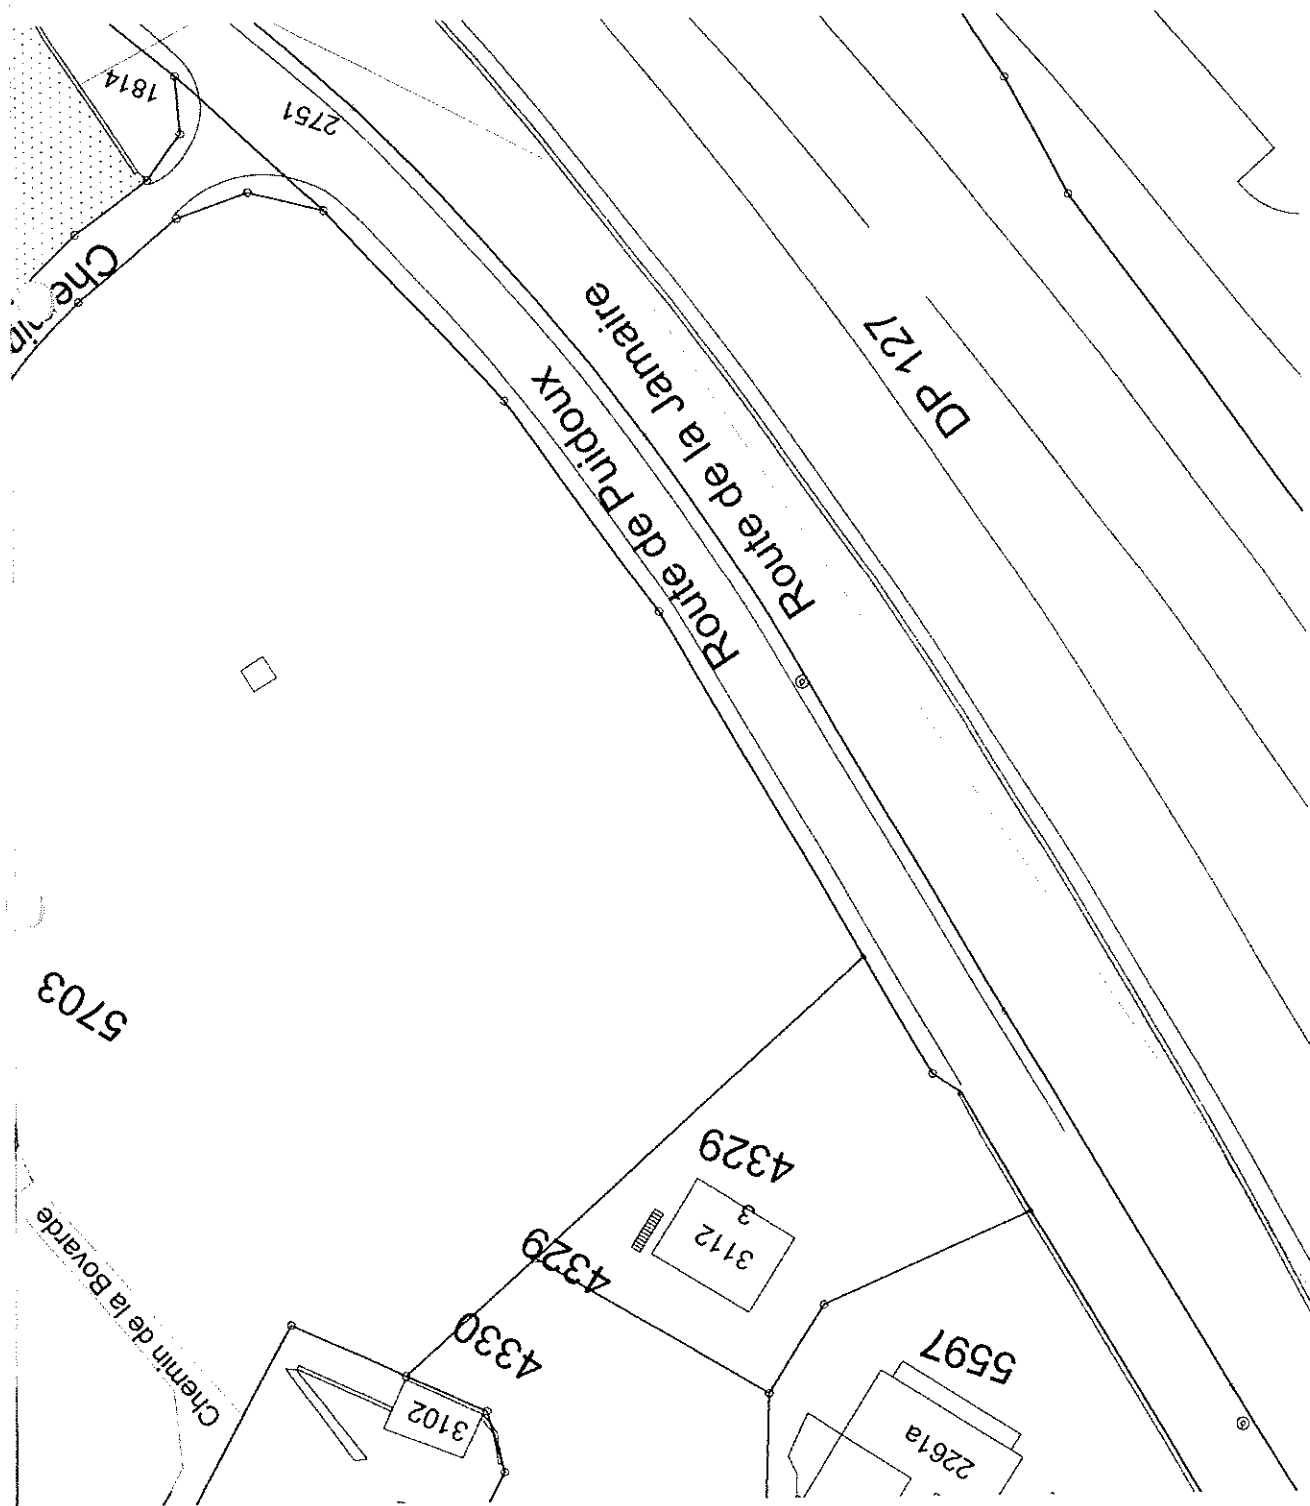 1814
2751
Che
Route de la Jamaire
Route de Puidoux
DP 127
5703
4329
3
3112
4329
4330
Chemin de la Bovarde
5597
3102
2261a